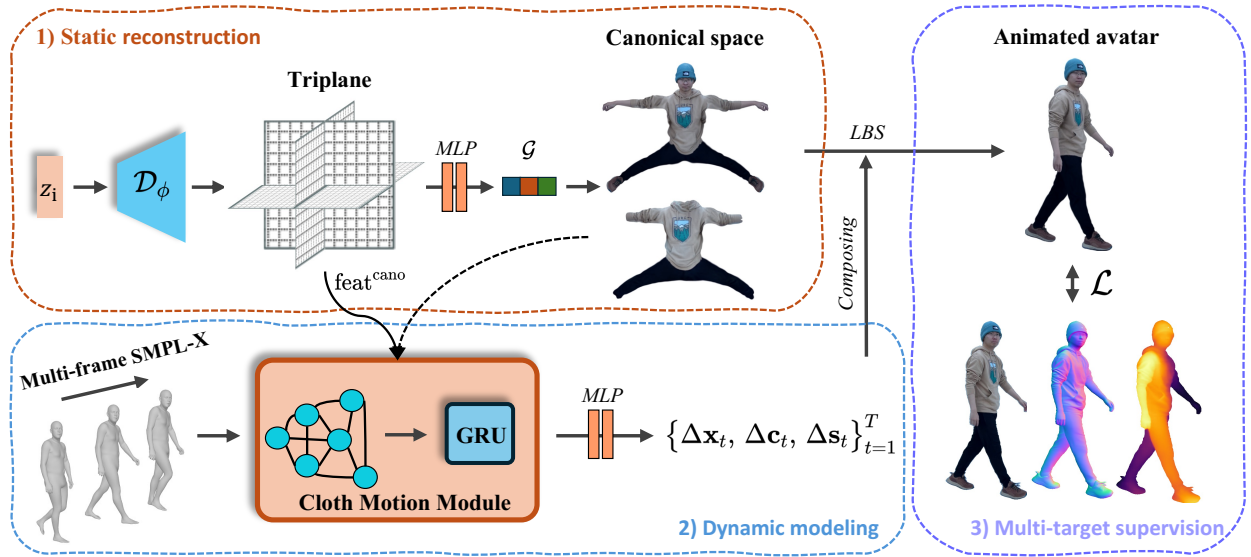 1) Static reconstruction
Canonical space
Animated avatar
Triplane
MLP
𝒢
LBS
z_i
𝒟_ϕ
feat^cano
Composing
ℒ
Multi-frame SMPL-X
MLP
GRU
{Δx_t, Δc_t, Δs_t}_{t=1}^T
Cloth Motion Module
2) Dynamic modeling
3) Multi-target supervision